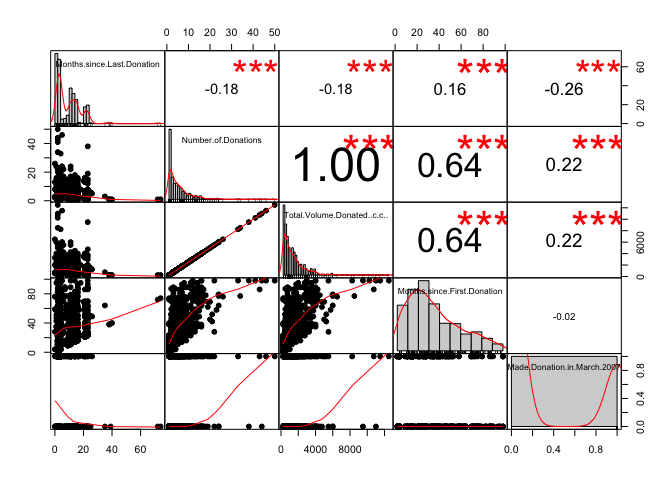 0 10 20 30 40 50
0 20 40 60 80
Months.since.Last.Donation
***
-0.18
***
-0.18
***
0.16
***
-0.26
0 20 40 60
0 20 40
Number.of.Donations
***
1.00
***
0.64
***
0.22
Total.Volume.Donated..c.c..
***
0.64
***
0.22
0 6000
0 40 80
Months.since.First.Donation
-0.02
Made.Donation.in.March.2007
0.0 0.4 0.8
0 20 40 60
0 4000 8000
0.0 0.4 0.8